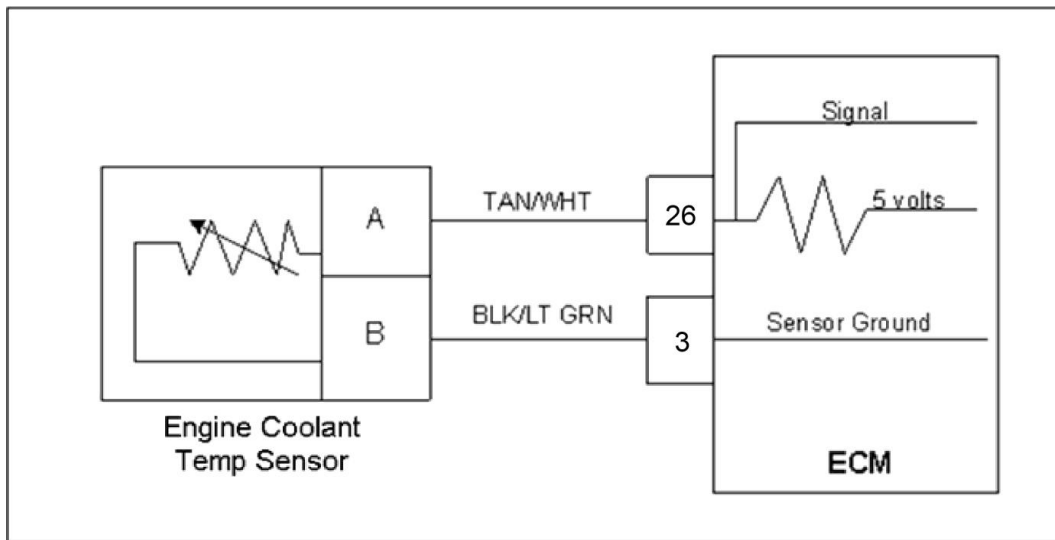 Signal
5 volts
A
TAN/WHT
26
B
BLK/LT GRN
3
Sensor Ground
Engine Coolant
Temp Sensor
ECM